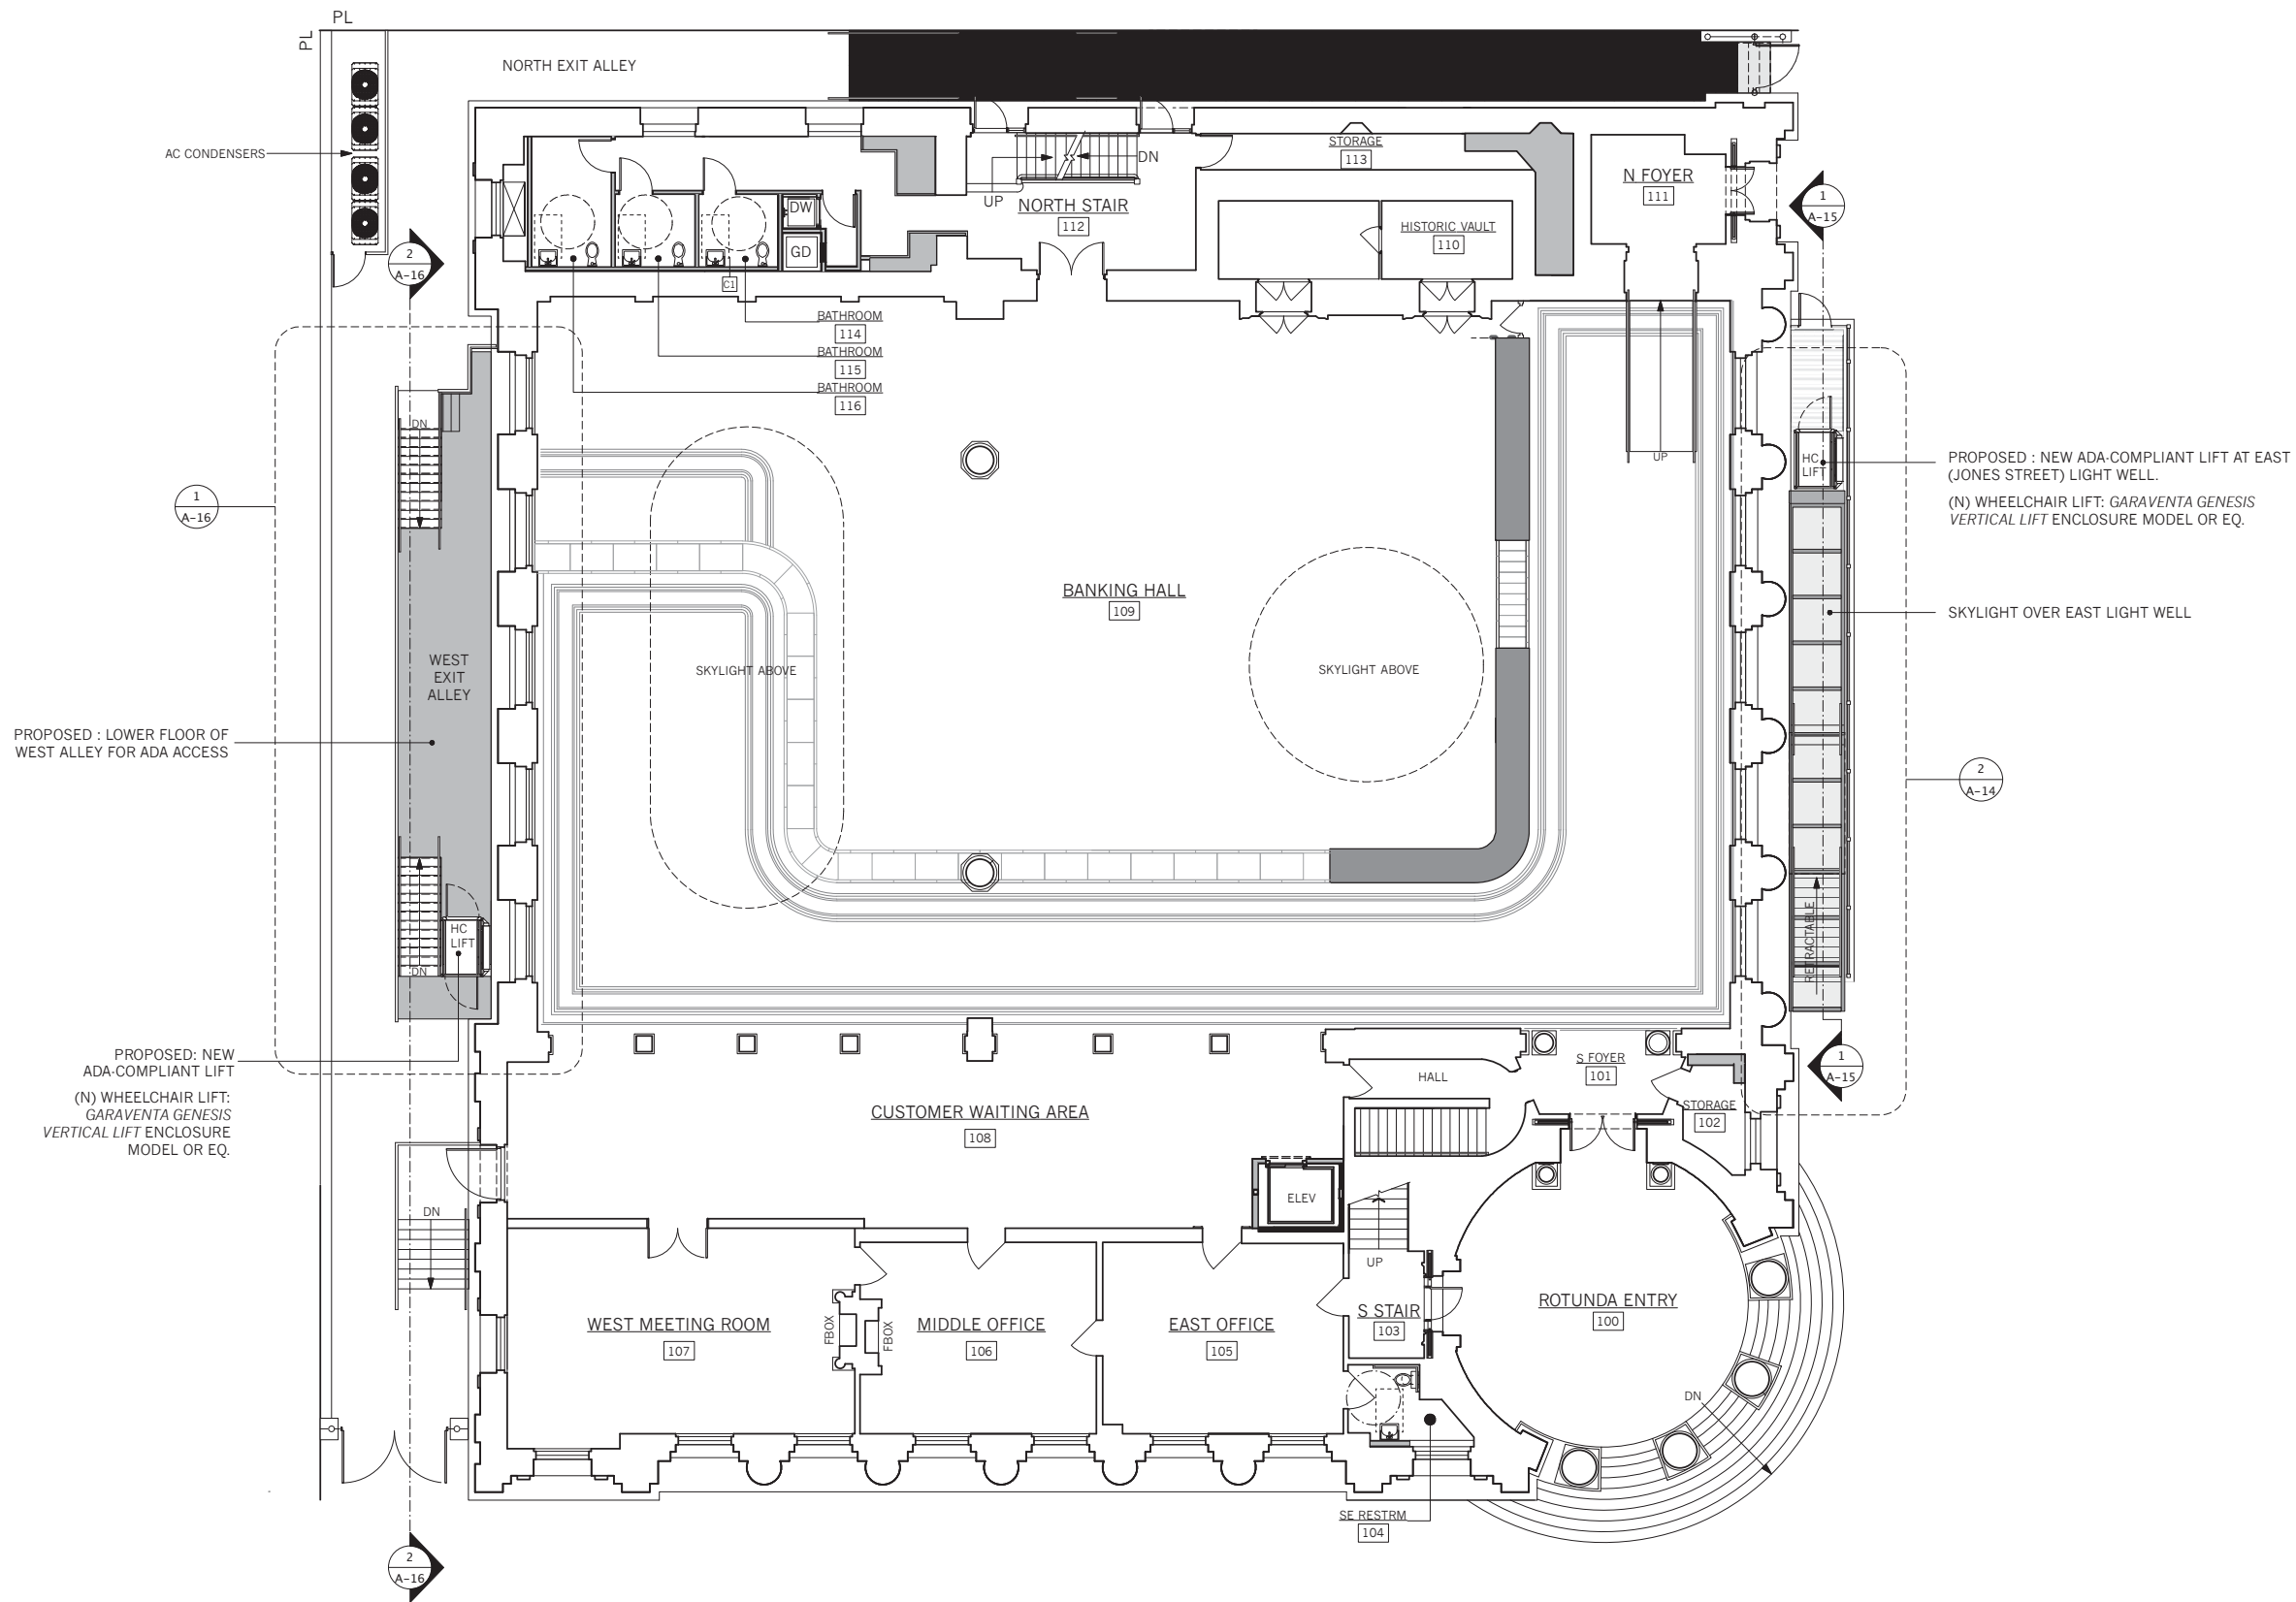 PL
PL
NORTH EXIT ALLEY
AC CONDENSERS
STORAGE
113
DN
UP
NORTH STAIR
112
N FOYER
111
1
A-15
HISTORIC VAULT
110
DW
GD
C1
2
A-16
BATHROOM
114
BATHROOM
115
BATHROOM
116
DN
UP
HC
LIFT
PROPOSED : NEW ADA-COMPLIANT LIFT AT EAST
(JONES STREET) LIGHT WELL.
(N) WHEELCHAIR LIFT: GARAVENTA GENESIS
VERTICAL LIFT ENCLOSURE MODEL OR EQ.
1
A-16
BANKING HALL
109
SKYLIGHT OVER EAST LIGHT WELL
WEST
EXIT
ALLEY
SKYLIGHT ABOVE
SKYLIGHT ABOVE
PROPOSED : LOWER FLOOR OF
WEST ALLEY FOR ADA ACCESS
2
A-14
HC
LIFT
DN
RETRACTABLE
PROPOSED: NEW
ADA-COMPLIANT LIFT
(N) WHEELCHAIR LIFT:
GARAVENTA GENESIS
VERTICAL LIFT ENCLOSURE
MODEL OR EQ.
S FOYER
101
HALL
1
A-15
STORAGE
102
CUSTOMER WAITING AREA
108
ELEV
DN
UP
S STAIR
103
ROTUNDA ENTRY
100
WEST MEETING ROOM
107
FBOX
FBOX
MIDDLE OFFICE
106
EAST OFFICE
105
DN
SE RESTRM
104
2
A-16